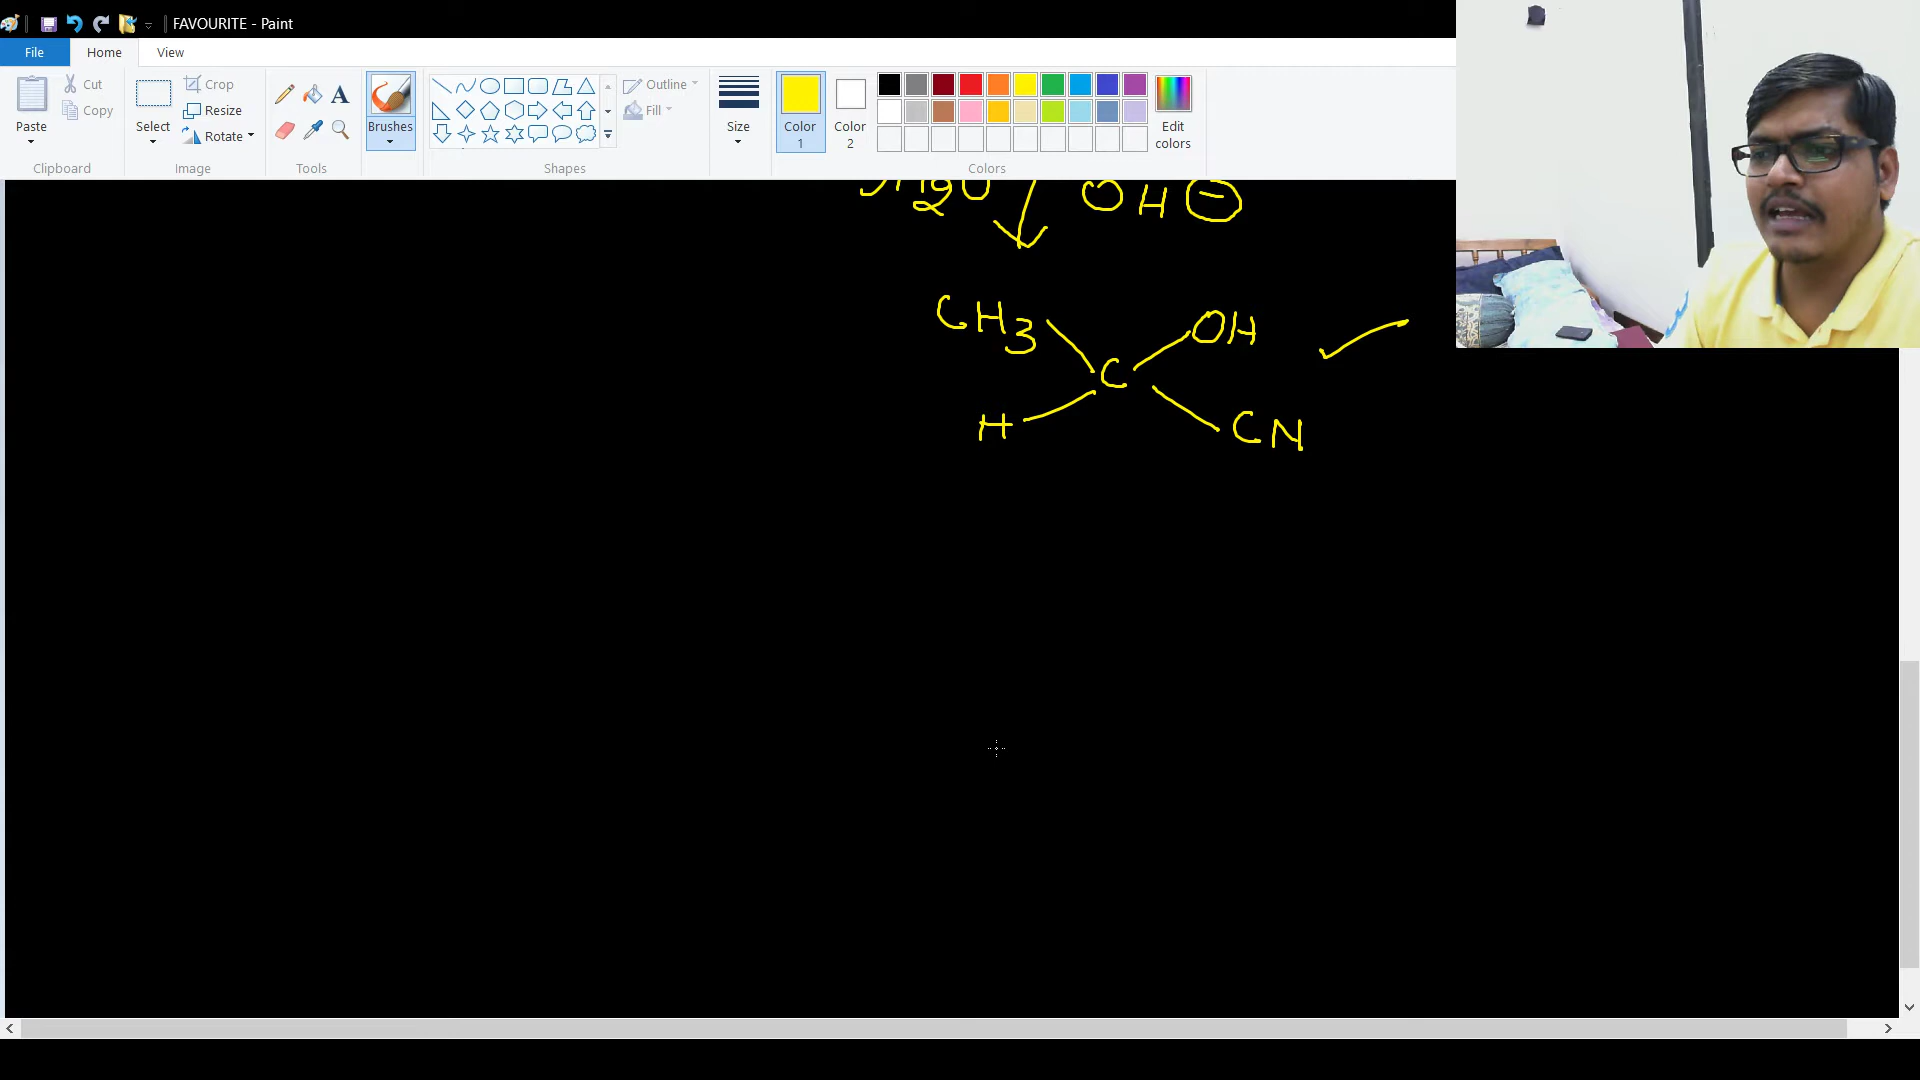 FAVOURITE - Paint
File Home View
Paste
Cut
Copy
Clipboard
Select
Crop
Resize
Rotate
Image
Tools
Brushes
Shapes
Outline
Fill
Size
Color 1
Color 2
Edit colors
Colors
OH ⊖
CH3 OH
C
H CN